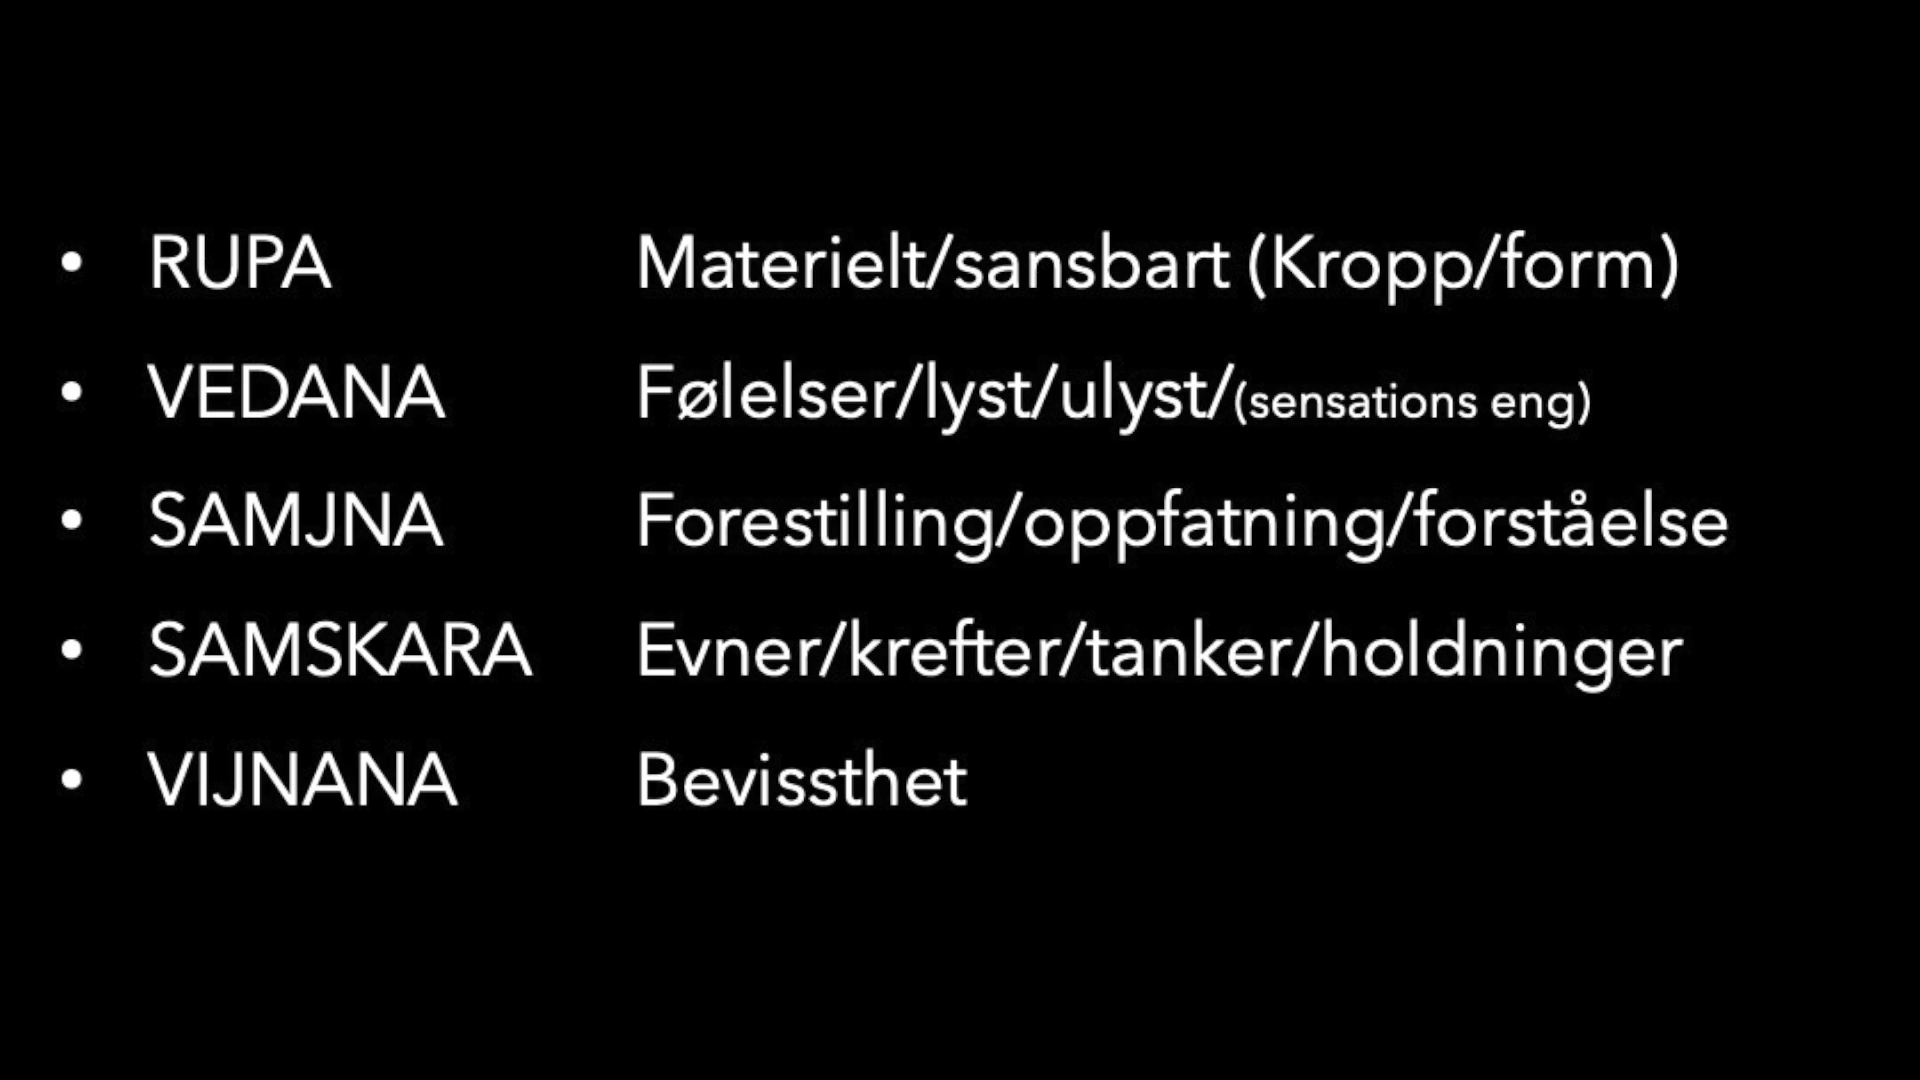 • RUPA Materielt/sansbart (Kropp/form)
• VEDANA Følelser/lyst/ulyst/(sensations eng)
• SAMJNA Forestilling/oppfatning/forståelse
• SAMSKARA Evner/krefter/tanker/holdninger
• VIJNANA Bevissthet